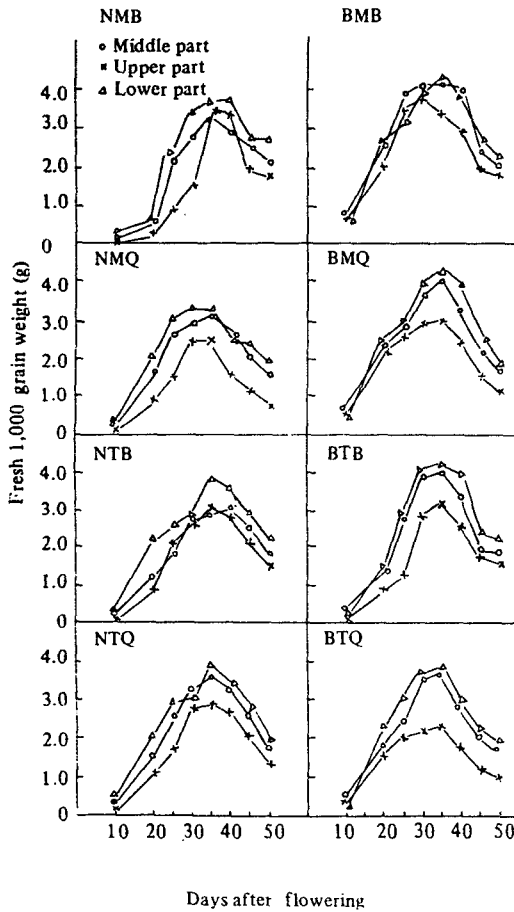 NMB BMB
○ Middle part
× Upper part
△ Lower part
4.0
3.0
2.0
1.0
0
NMQ BMQ
4.0
3.0
2.0
1.0
0
NTB BTB
4.0
3.0
2.0
1.0
0
NTQ BTQ
4.0
3.0
2.0
1.0
0
10 20 30 40 50 10 20 30 40 50
Fresh 1,000 grain weight (g)
Days after flowering